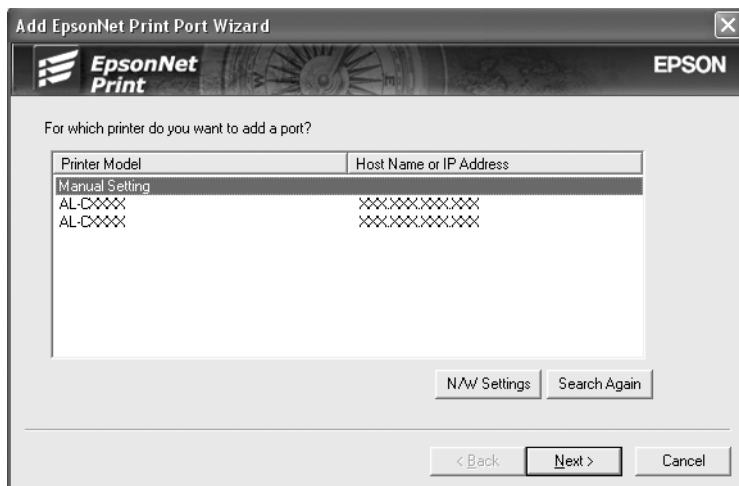 Add EpsonNet Print Port Wizard
EpsonNet
Print
EPSON
For which printer do you want to add a port?
Printer Model Host Name or IP Address
Manual Setting
AL-CXXXX XXX.XXX.XXX.XXX
AL-CXXXX XXX.XXX.XXX.XXX
N/W Settings Search Again
< Back Next > Cancel